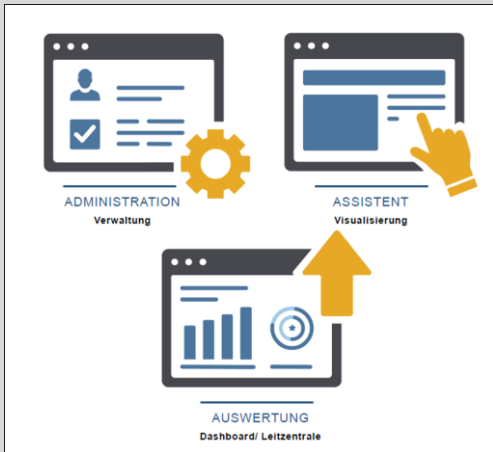 ADMINISTRATION
Verwaltung
ASSISTENT
Visualisierung
AUSWERTUNG
Dashboard/ Leitzentrale